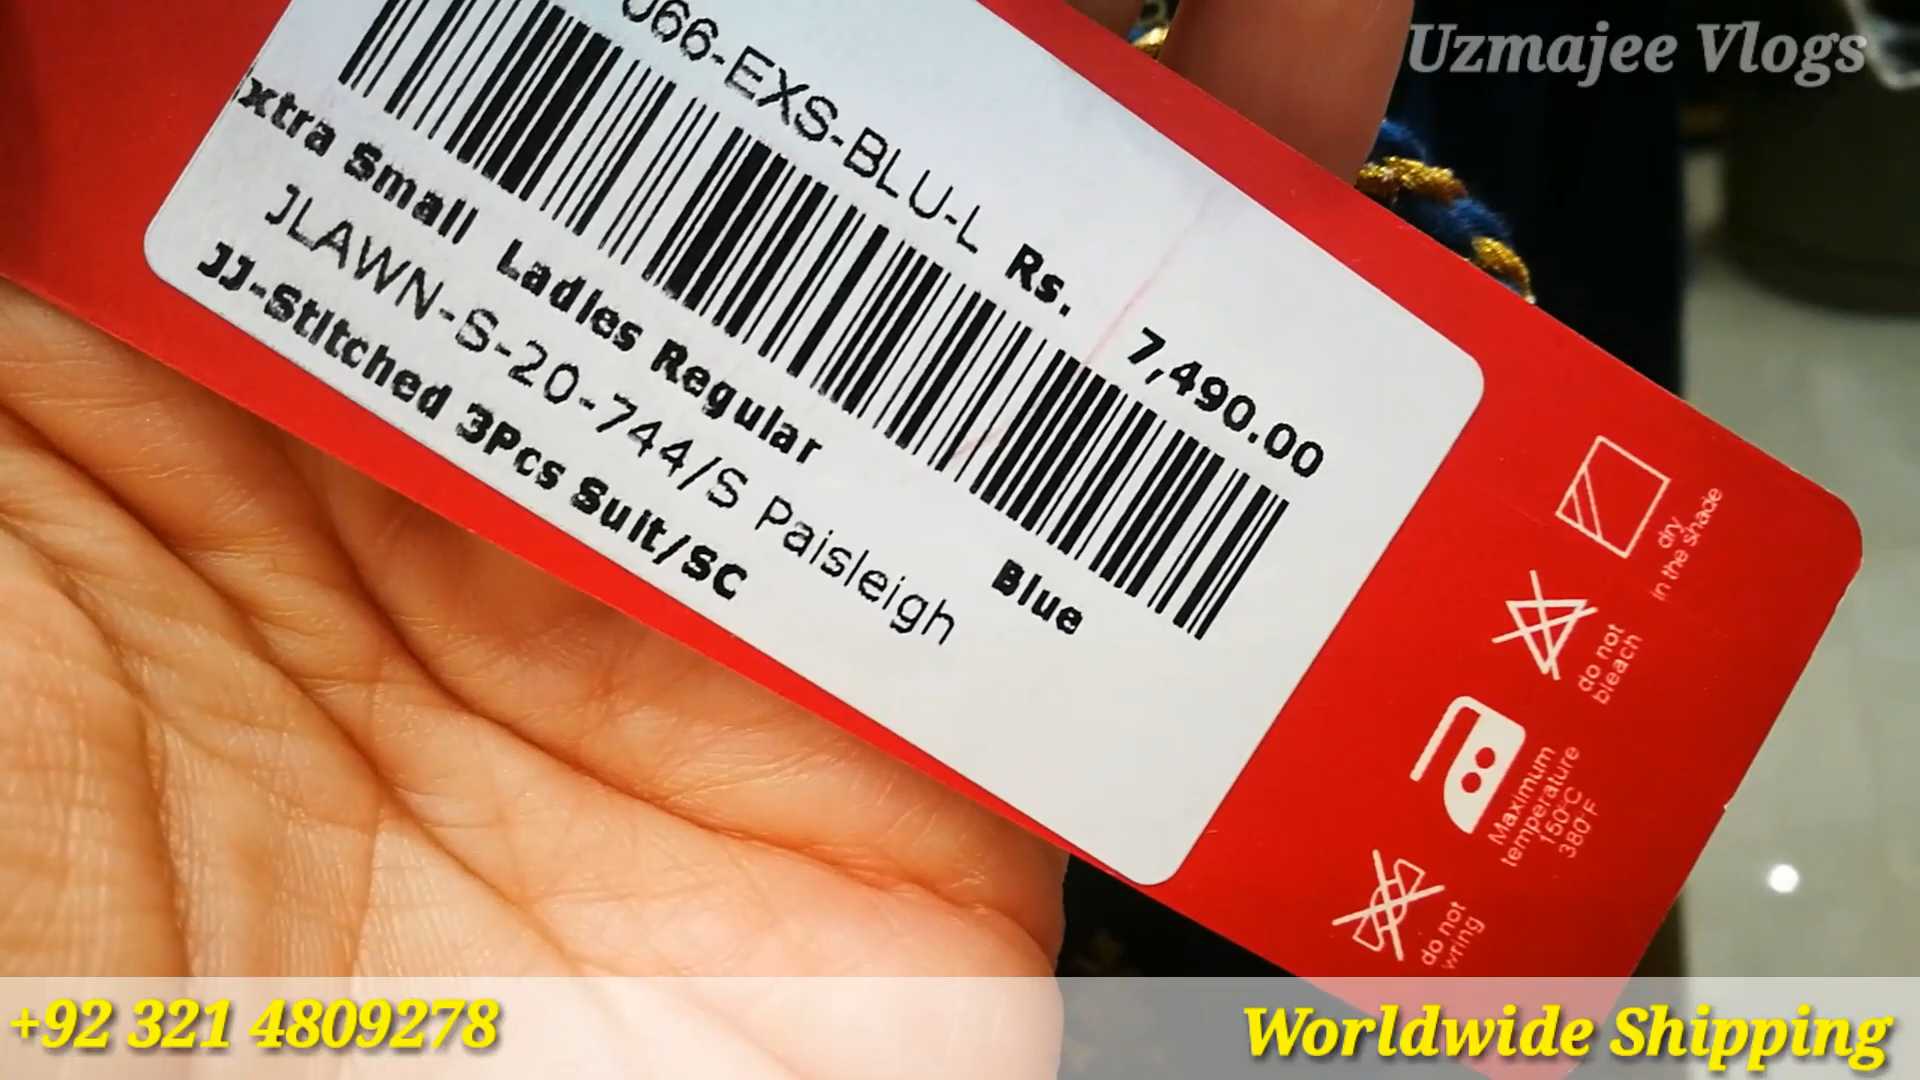 Uzmajee Vlogs
066-EXS-BLU-L
Rs. 7,490.00
xtra Small Ladies Regular
Blue
JLAWN-S-20-744/S Paisleigh
JJ-Stitched 3Pcs Suit/SC
dry
in the shade
do not
bleach
Maximum
temperature
150°C
380°F
do not
wring
+92 321 4809278
Worldwide Shipping